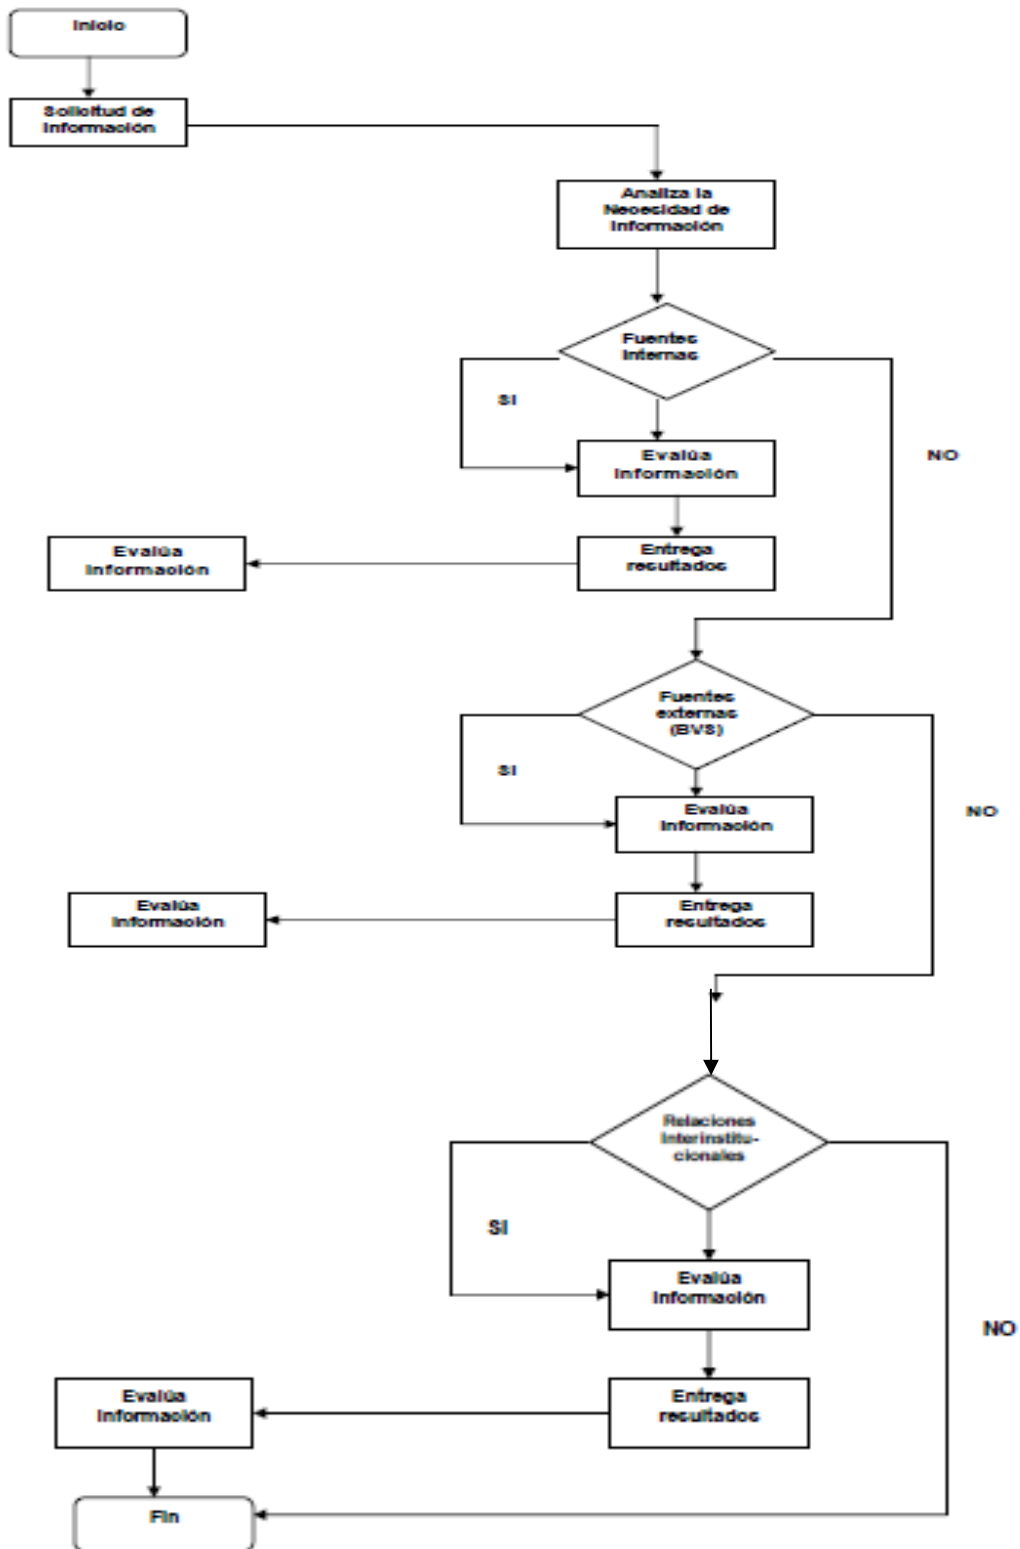 Inicio
Solicitud de
Información
Analiza la
Necesidad de
Información
Fuentes
Internas
SI
Evalúa
Información
NO
Entrega
resultados
Evalúa
Información
Fuentes
externas
(BVS)
SI
Evalúa
Información
NO
Entrega
resultados
Evalúa
Información
Relaciones
Interinstitu-
cionales
SI
Evalúa
Información
NO
Entrega
resultados
Evalúa
Información
Fin